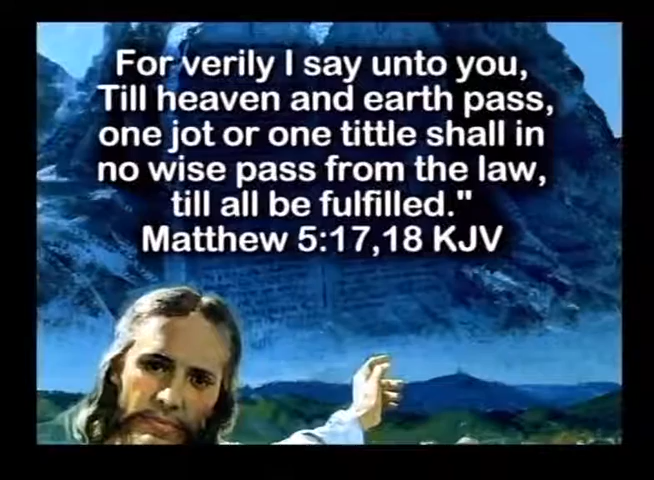 For verily I say unto you,
Till heaven and earth pass,
one jot or one tittle shall in
no wise pass from the law,
till all be fulfilled."
Matthew 5:17,18 KJV